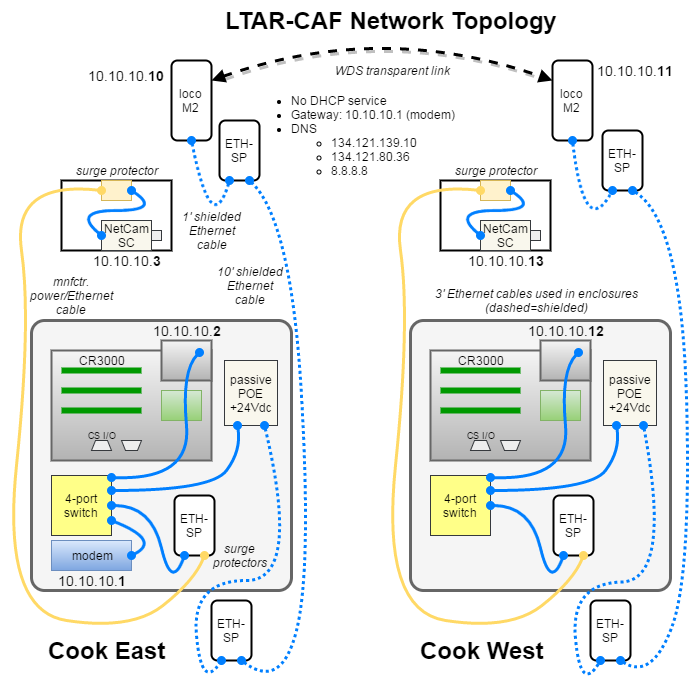 LTAR-CAF Network Topology
10.10.10.10
loco
M2
WDS transparent link
10.10.10.11
loco
M2
No DHCP service
Gateway: 10.10.10.1 (modem)
DNS
134.121.139.10
134.121.80.36
8.8.8.8
ETH-
SP
ETH-
SP
surge protector
NetCam
SC
10.10.10.3
1' shielded
Ethernet
cable
surge protector
NetCam
SC
10.10.10.13
mnfctr.
power/Ethernet
cable
10' shielded
Ethernet
cable
3' Ethernet cables used in enclosures
(dashed=shielded)
10.10.10.2
CR3000
CS I/O
passive
POE
+24Vdc
4-port
switch
ETH-
SP
modem
surge
protectors
10.10.10.1
ETH-
SP
Cook East
10.10.10.12
CR3000
CS I/O
passive
POE
+24Vdc
4-port
switch
ETH-
SP
ETH-
SP
Cook West